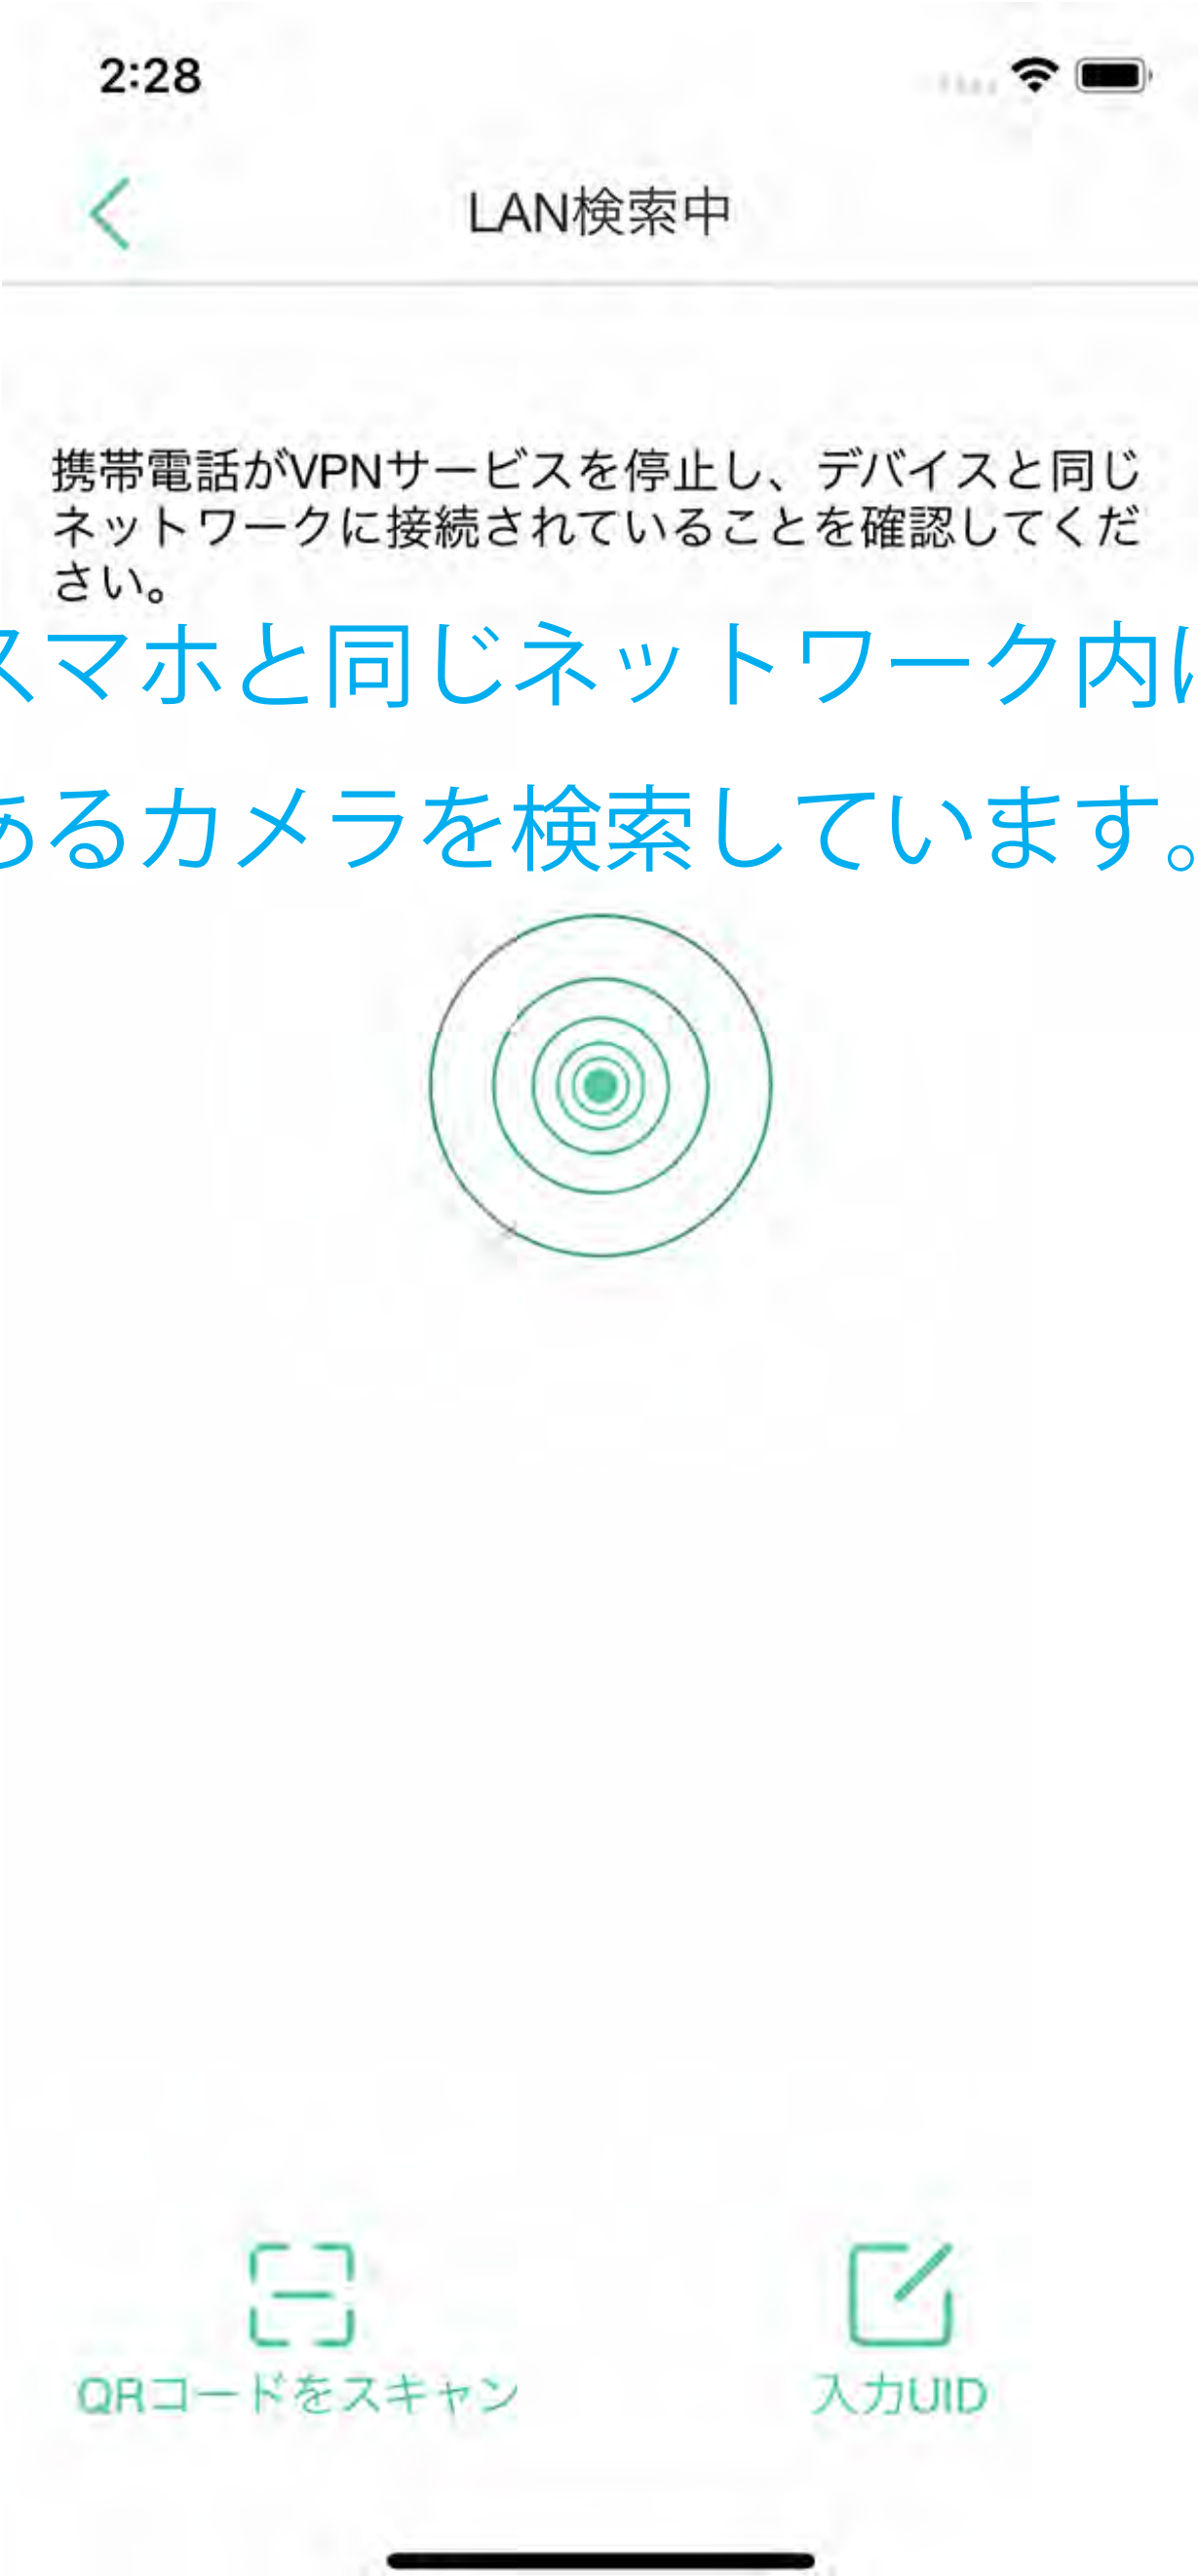 2:28
LAN検索中
携帯電話がVPNサービスを停止し、デバイスと同じ
ネットワークに接続されていることを確認してくだ
さい。
スマホと同じネットワーク内に
あるカメラを検索しています。
QRコードをスキャン
入力UID